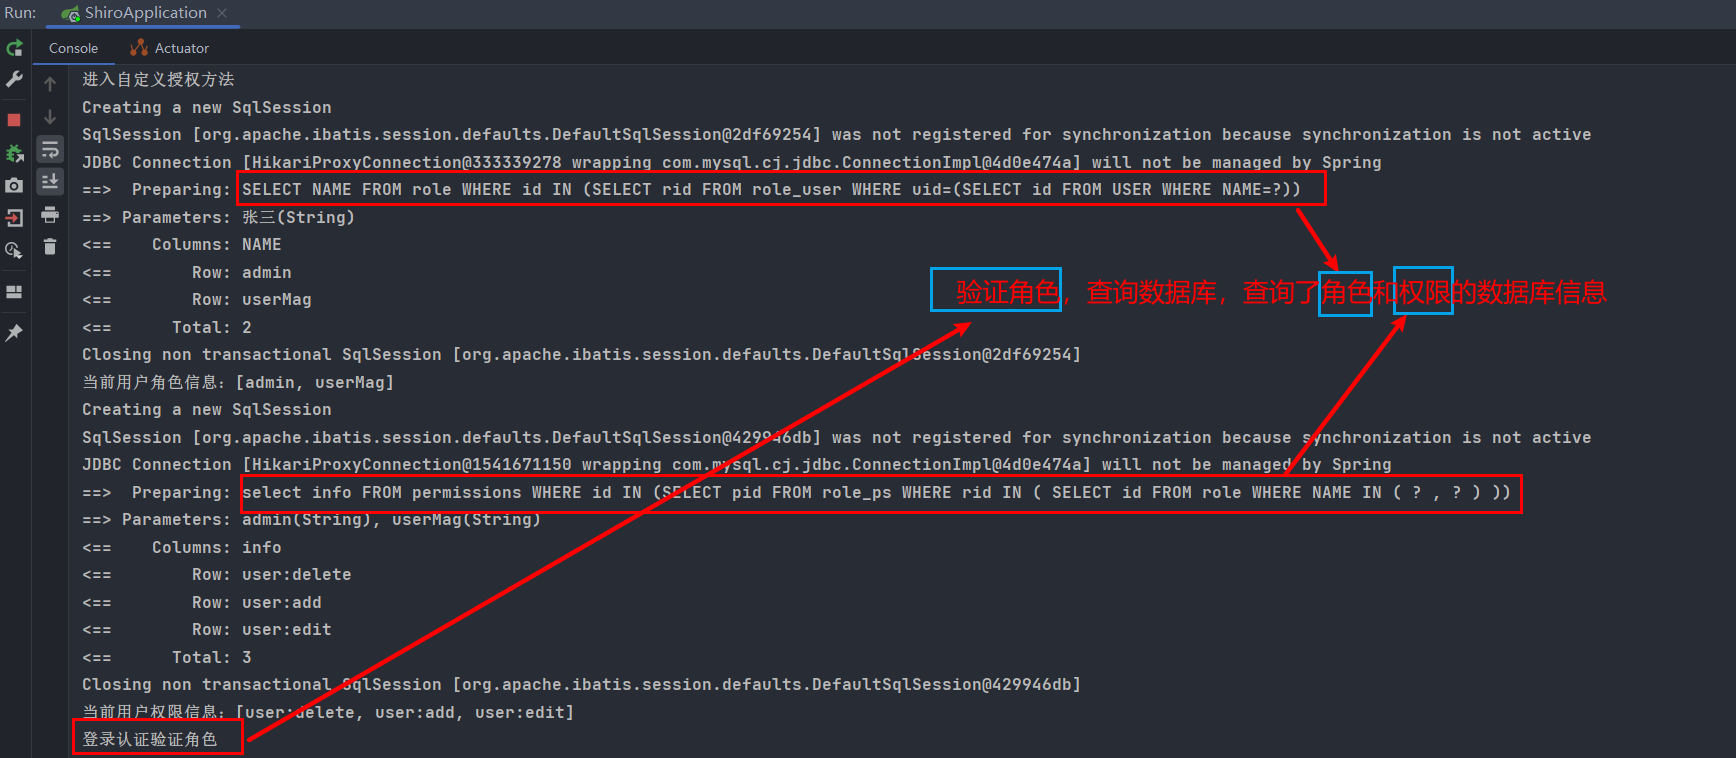 Run: ShiroApplication
Console Actuator
进入自定义授权方法
Creating a new SqlSession
SqlSession [org.apache.ibatis.session.defaults.DefaultSqlSession@2df69254] was not registered for synchronization because synchronization is not active
JDBC Connection [HikariProxyConnection@333339278 wrapping com.mysql.cj.jdbc.ConnectionImpl@4d0e474a] will not be managed by Spring
==>  Preparing: SELECT NAME FROM role WHERE id IN (SELECT rid FROM role_user WHERE uid=(SELECT id FROM USER WHERE NAME=?))
==> Parameters: 张三(String)
<==    Columns: NAME
<==        Row: admin
验证角色，查询数据库，查询了角色和权限的数据库信息
<==        Row: userMag
<==      Total: 2
Closing non transactional SqlSession [org.apache.ibatis.session.defaults.DefaultSqlSession@2df69254]
当前用户角色信息：[admin, userMag]
Creating a new SqlSession
SqlSession [org.apache.ibatis.session.defaults.DefaultSqlSession@429946db] was not registered for synchronization because synchronization is not active
JDBC Connection [HikariProxyConnection@1541671150 wrapping com.mysql.cj.jdbc.ConnectionImpl@4d0e474a] will not be managed by Spring
==>  Preparing: select info FROM permissions WHERE id IN (SELECT pid FROM role_ps WHERE rid IN ( SELECT id FROM role WHERE NAME IN ( ? , ? ) ))
==> Parameters: admin(String), userMag(String)
<==    Columns: info
<==        Row: user:delete
<==        Row: user:add
<==        Row: user:edit
<==      Total: 3
Closing non transactional SqlSession [org.apache.ibatis.session.defaults.DefaultSqlSession@429946db]
当前用户权限信息：[user:delete, user:add, user:edit]
登录认证验证角色